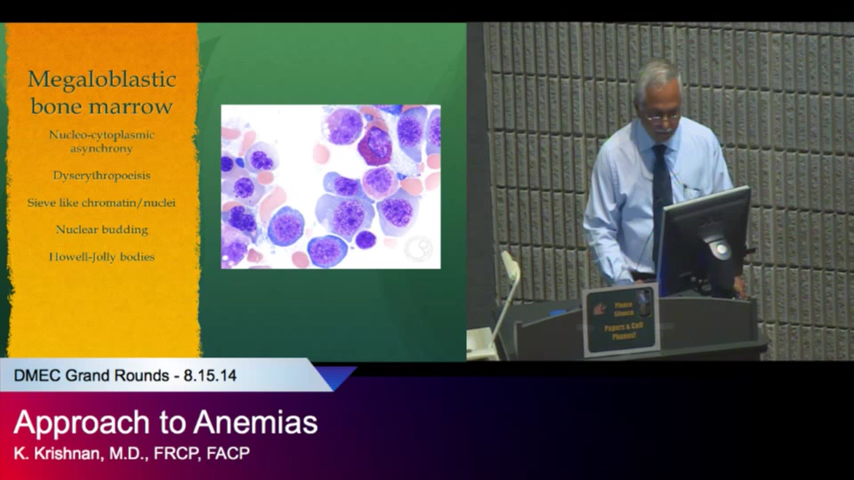 Megaloblastic
bone marrow
Nucleo-cytoplasmic
asynchrony
Dyserythropoeisis
Sieve like chromatin/nuclei
Nuclear budding
Howell-Jolly bodies
Please
Silence
Pagers & Cell
Phones!
DMEC Grand Rounds - 8.15.14
Approach to Anemias
K. Krishnan, M.D., FRCP, FACP